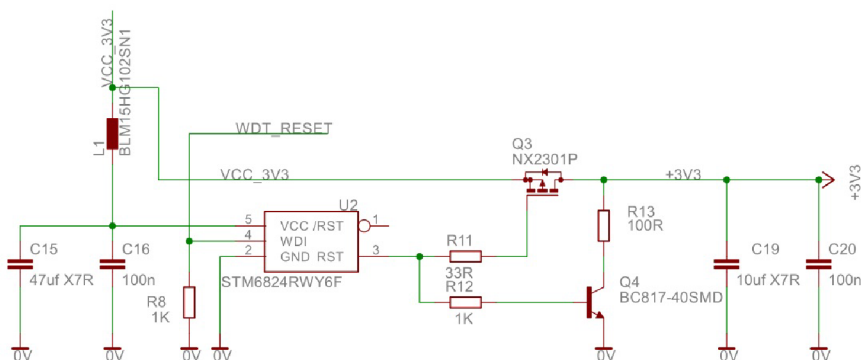 VCC_3V3
BLM15HG102SN1
L1
WDT_RESET
VCC_3V3
Q3
NX2301P
+3V3
+3V3
U2
5 VCC /RST 1
4 WDI
2 GND RST 3
STM6824RWY6F
C15
47uf X7R
C16
100n
R8
1K
R11
33R
R12
1K
R13
100R
Q4
BC817-40SMD
C19
10uf X7R
C20
100n
0V
0V
0V
0V
0V
0V
0V